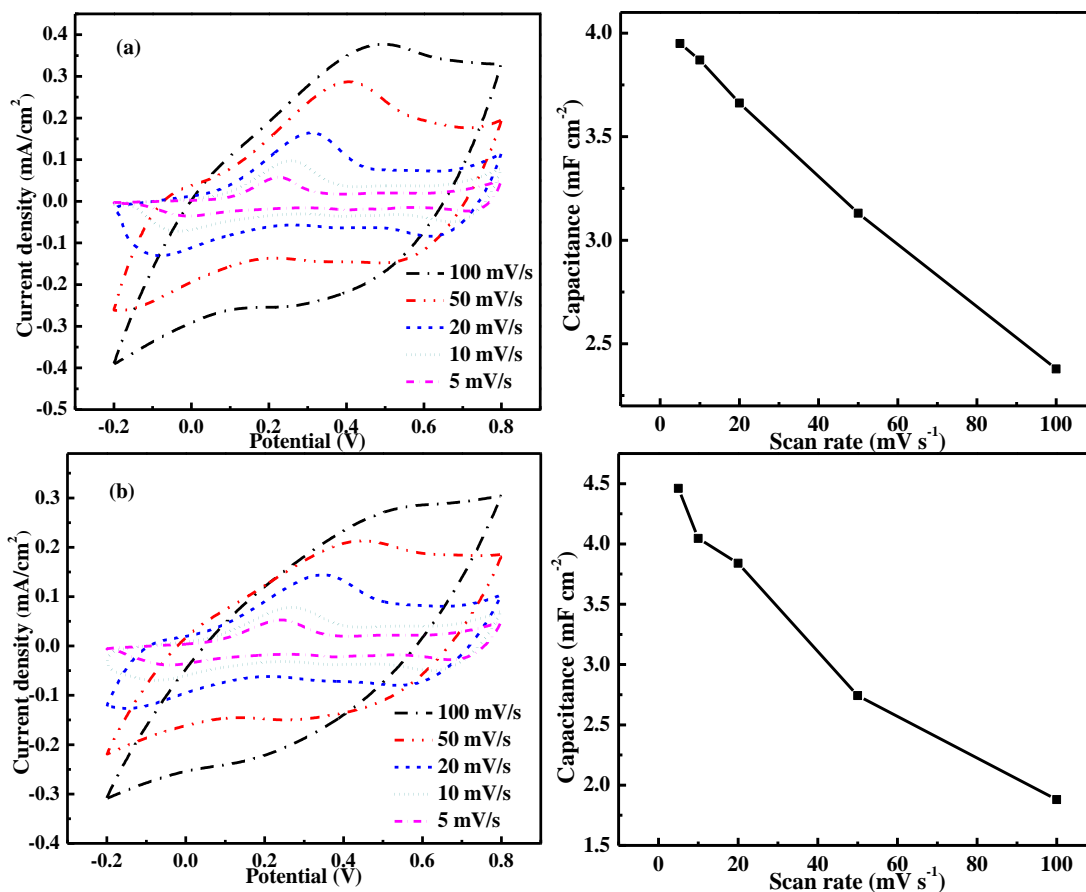 (a)
Current density (mA/cm²)
0.4
0.3
0.2
0.1
0.0
-0.1
-0.2
-0.3
-0.4
-0.5
100 mV/s
50 mV/s
20 mV/s
10 mV/s
5 mV/s
-0.2 0.0 0.2 0.4 0.6 0.8
Potential (V)
Capacitance (mF cm⁻²)
4.0
3.5
3.0
2.5
0 20 40 60 80 100
Scan rate (mV s⁻¹)
(b)
Current density (mA/cm²)
0.3
0.2
0.1
0.0
-0.1
-0.2
-0.3
-0.4
100 mV/s
50 mV/s
20 mV/s
10 mV/s
5 mV/s
-0.2 0.0 0.2 0.4 0.6 0.8
Potential (V)
Capacitance (mF cm⁻²)
4.5
4.0
3.5
3.0
2.5
2.0
1.5
0 20 40 60 80 100
Scan rate (mV s⁻¹)